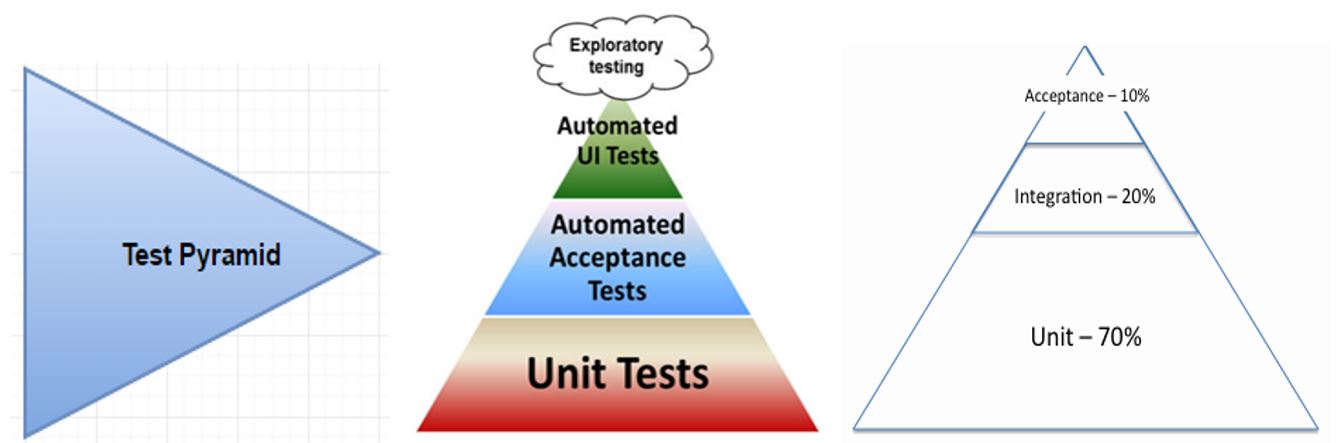 Test Pyramid
Exploratory
testing
Automated
UI Tests
Automated
Acceptance
Tests
Unit Tests
Acceptance – 10%
Integration – 20%
Unit – 70%